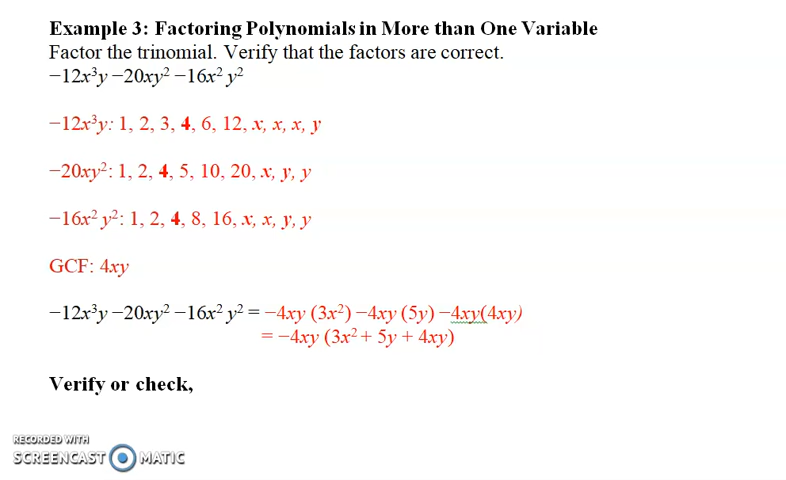 Example 3: Factoring Polynomials in More than One Variable
Factor the trinomial. Verify that the factors are correct.
−12x³y −20xy² −16x² y²
−12x³y: 1, 2, 3, 4, 6, 12, x, x, x, y
−20xy²: 1, 2, 4, 5, 10, 20, x, y, y
−16x² y²: 1, 2, 4, 8, 16, x, x, y, y
GCF: 4xy
−12x³y −20xy² −16x² y² = −4xy (3x²) −4xy (5y) −4xy(4xy)
= −4xy (3x² + 5y + 4xy)
Verify or check,
RECORDED WITH
SCREENCAST MATIC